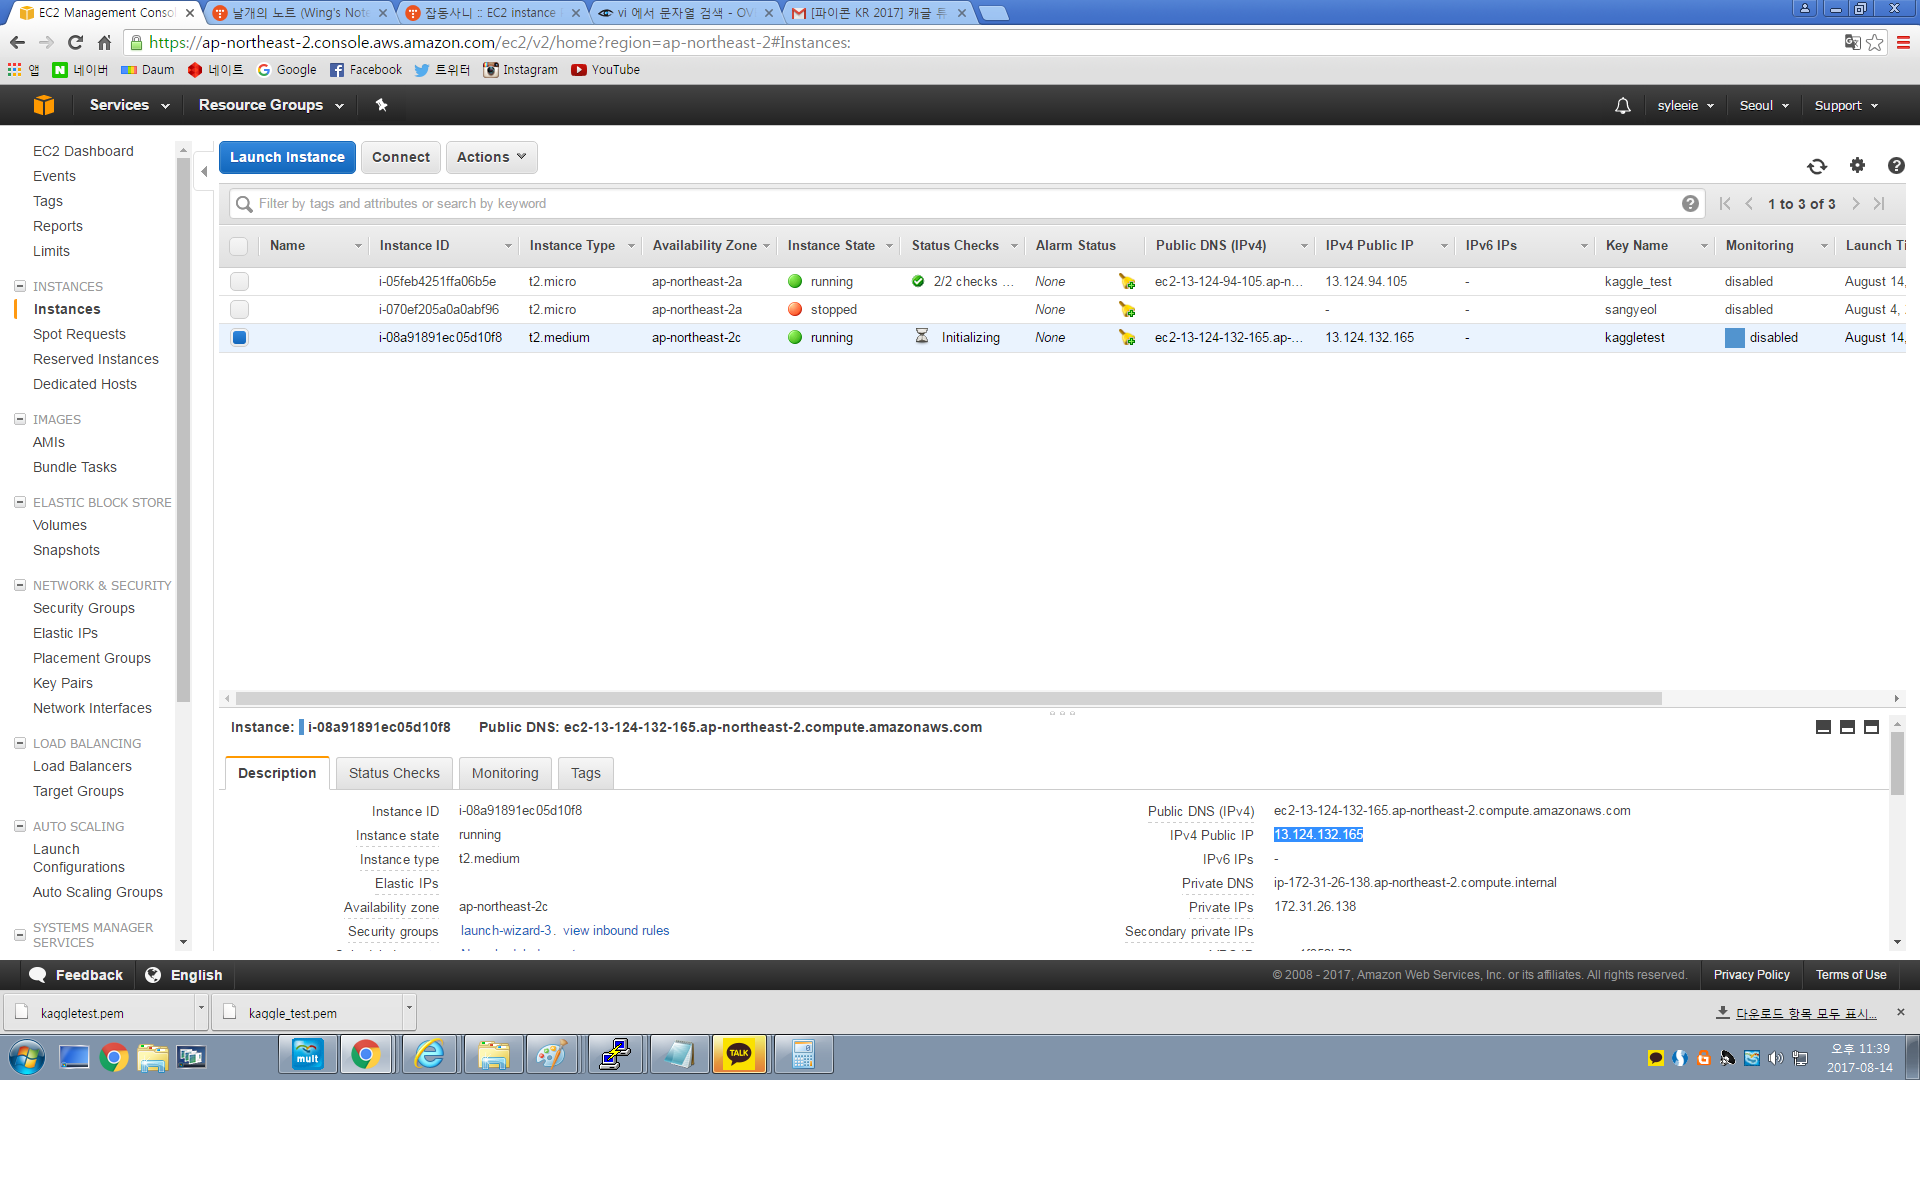 EC2 Management Consol
날개의 노트 (Wing's Note
잡동사니 :: EC2 instance
vi 에서 문자열 검색 - OV
[파이콘 KR 2017] 캐글 튜
https://ap-northeast-2.console.aws.amazon.com/ec2/v2/home?region=ap-northeast-2#Instances:
앱 네이버 Daum 네이트 Google Facebook 트위터 Instagram YouTube
Services Resource Groups syleeie Seoul Support
EC2 Dashboard
Events
Tags
Reports
Limits
INSTANCES
Instances
Spot Requests
Reserved Instances
Dedicated Hosts
IMAGES
AMIs
Bundle Tasks
ELASTIC BLOCK STORE
Volumes
Snapshots
NETWORK & SECURITY
Security Groups
Elastic IPs
Placement Groups
Key Pairs
Network Interfaces
LOAD BALANCING
Load Balancers
Target Groups
AUTO SCALING
Launch
Configurations
Auto Scaling Groups
SYSTEMS MANAGER
SERVICES
Launch Instance Connect Actions
Filter by tags and attributes or search by keyword
1 to 3 of 3
Name Instance ID Instance Type Availability Zone Instance State Status Checks Alarm Status Public DNS (IPv4) IPv4 Public IP IPv6 IPs Key Name Monitoring Launch Ti
i-05feb4251ffa06b5e t2.micro ap-northeast-2a running 2/2 checks ... None ec2-13-124-94-105.ap-n... 13.124.94.105 - kaggle_test disabled August 14,
i-070ef205a0a0abf96 t2.micro ap-northeast-2a stopped None - - sangyeol disabled August 4,
i-08a91891ec05d10f8 t2.medium ap-northeast-2c running Initializing None ec2-13-124-132-165.ap-... 13.124.132.165 - kaggletest disabled August 14,
Instance: i-08a91891ec05d10f8 Public DNS: ec2-13-124-132-165.ap-northeast-2.compute.amazonaws.com
Description Status Checks Monitoring Tags
Instance ID i-08a91891ec05d10f8
Instance state running
Instance type t2.medium
Elastic IPs
Availability zone ap-northeast-2c
Security groups launch-wizard-3. view inbound rules
Public DNS (IPv4) ec2-13-124-132-165.ap-northeast-2.compute.amazonaws.com
IPv4 Public IP 13.124.132.165
IPv6 IPs -
Private DNS ip-172-31-26-138.ap-northeast-2.compute.internal
Private IPs 172.31.26.138
Secondary private IPs
Feedback English © 2008 - 2017, Amazon Web Services, Inc. or its affiliates. All rights reserved. Privacy Policy Terms of Use
kaggletest.pem kaggle_test.pem 다운로드 항목 모두 표시...
mult TALK
오후 11:39
2017-08-14